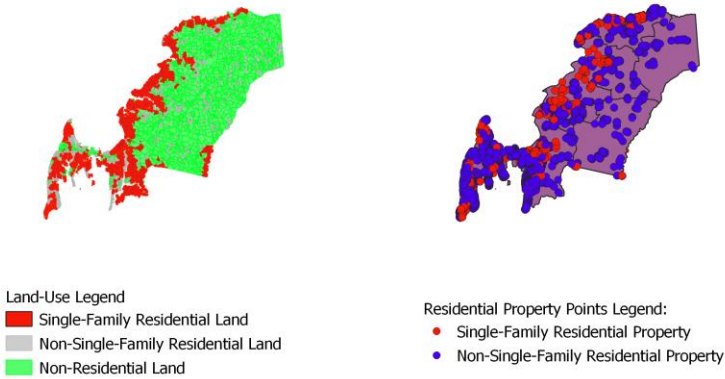 Land-Use Legend
Single-Family Residential Land
Non-Single-Family Residential Land
Non-Residential Land
Residential Property Points Legend:
Single-Family Residential Property
Non-Single-Family Residential Property